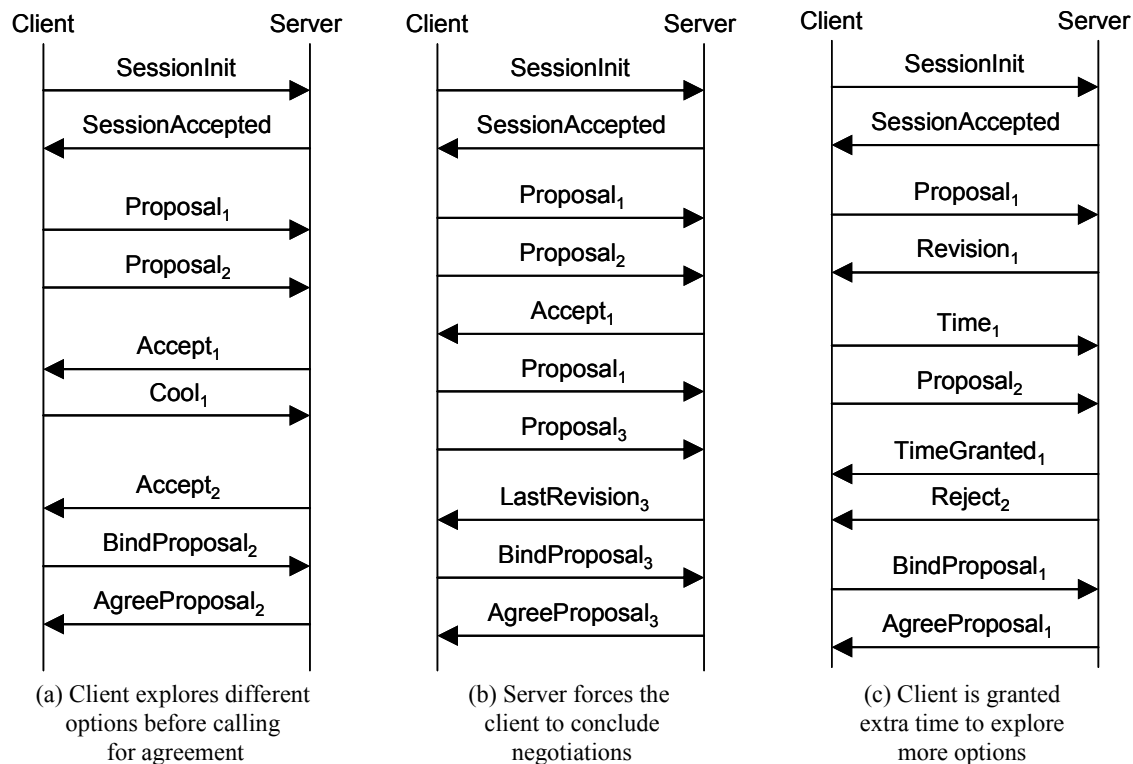 Client Server
SessionInit
SessionAccepted
Proposal1
Proposal2
Accept1
Cool1
Accept2
BindProposal2
AgreeProposal2
(a) Client explores different
options before calling
for agreement
Client Server
SessionInit
SessionAccepted
Proposal1
Proposal2
Accept1
Proposal1
Proposal3
LastRevision3
BindProposal3
AgreeProposal3
(b) Server forces the
client to conclude
negotiations
Client Server
SessionInit
SessionAccepted
Proposal1
Revision1
Time1
Proposal2
TimeGranted1
Reject2
BindProposal1
AgreeProposal1
(c) Client is granted
extra time to explore
more options